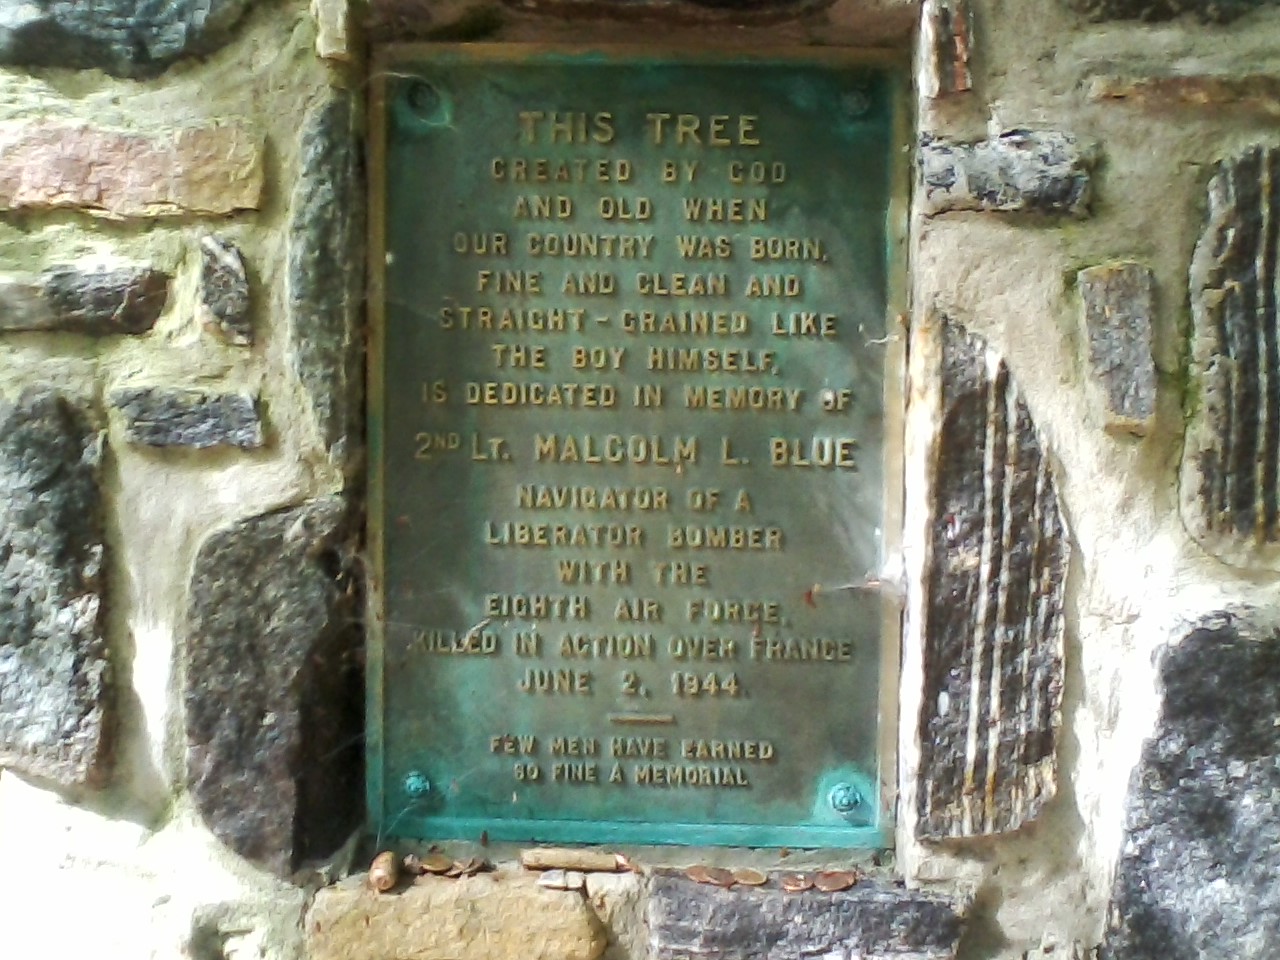 THIS TREE
CREATED BY GOD
AND OLD WHEN
OUR COUNTRY WAS BORN,
FINE AND CLEAN AND
STRAIGHT-GRAINED LIKE
THE BOY HIMSELF,
IS DEDICATED IN MEMORY OF
2ND LT. MALCOLM L. BLUE
NAVIGATOR OF A
LIBERATOR BOMBER
WITH THE
EIGHTH AIR FORCE,
KILLED IN ACTION OVER FRANCE
JUNE 2, 1944.
FEW MEN HAVE EARNED
SO FINE A MEMORIAL